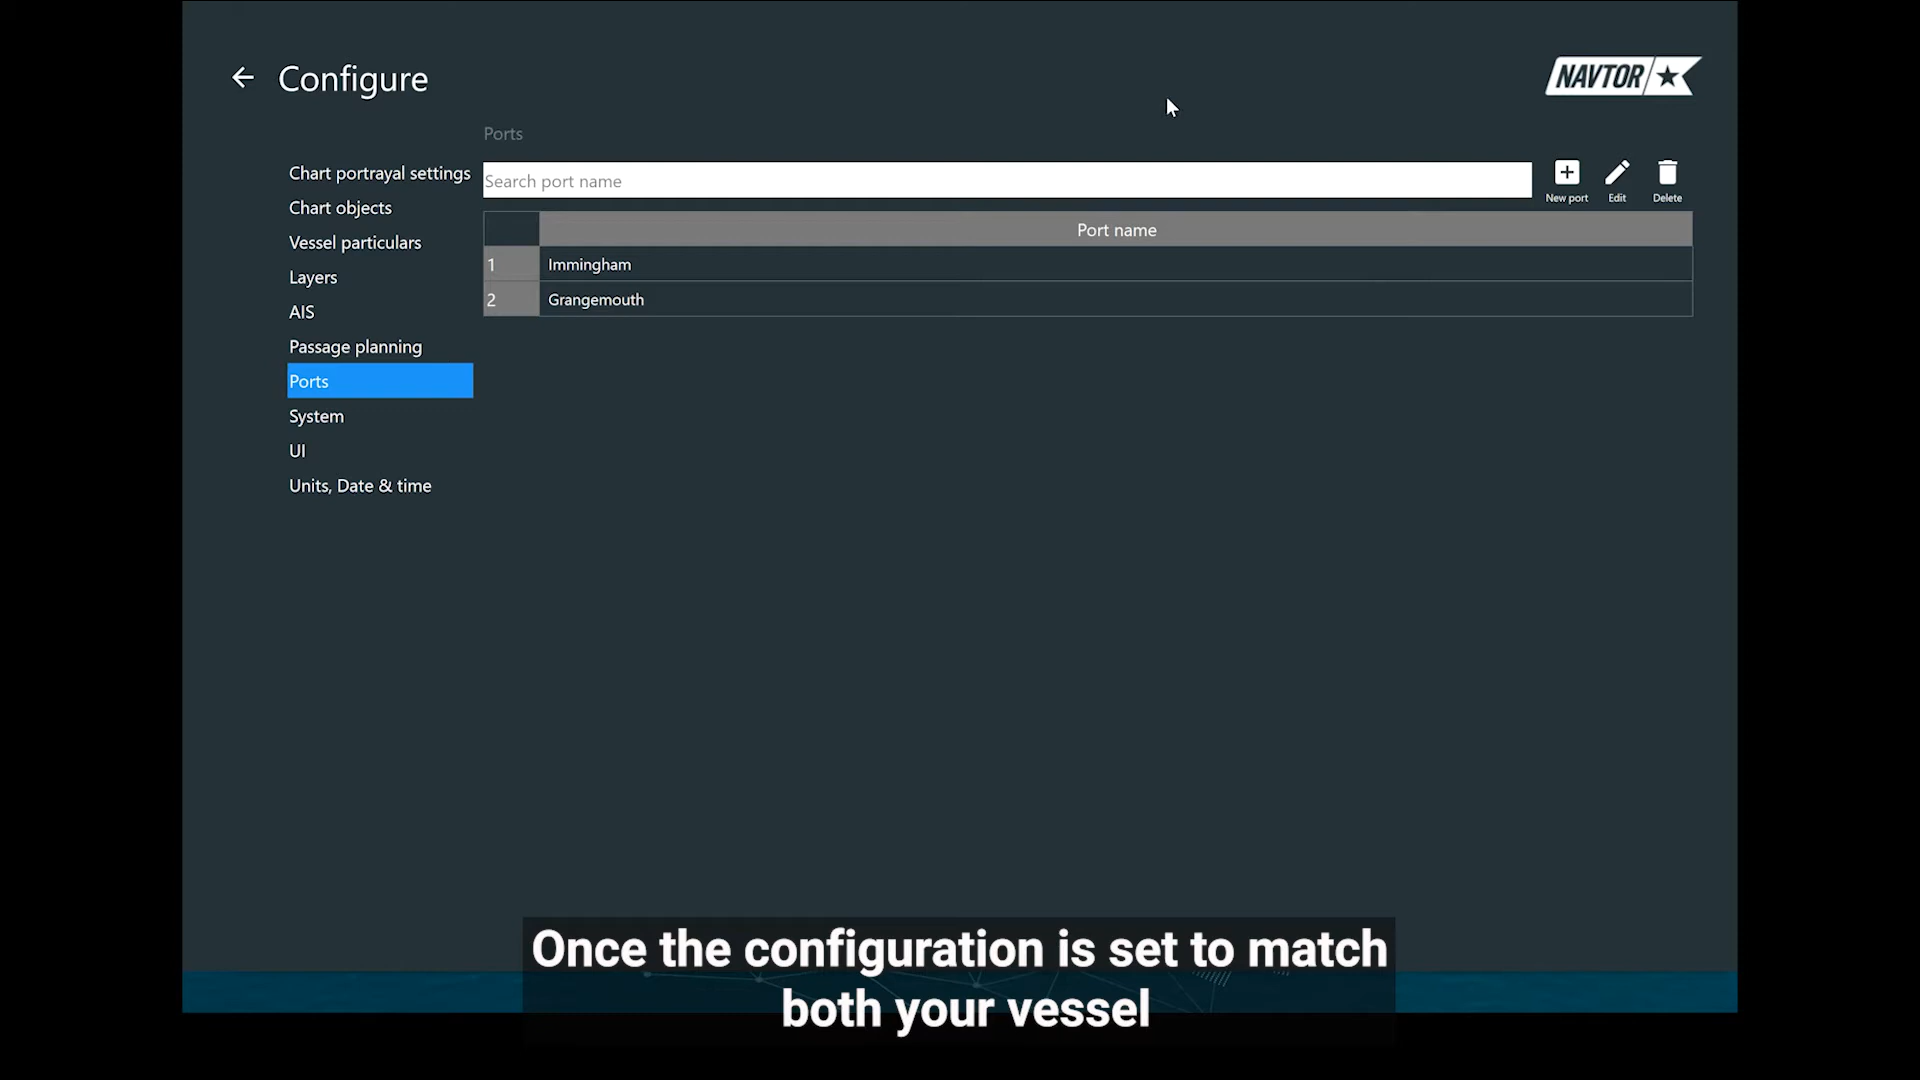 Configure
NAVTOR
Ports
Chart portrayal settings
Chart objects
Vessel particulars
Layers
AIS
Passage planning
Ports
System
UI
Units, Date & time
Search port name
New port
Edit
Delete
Port name
1 Immingham
2 Grangemouth
Once the configuration is set to match
both your vessel